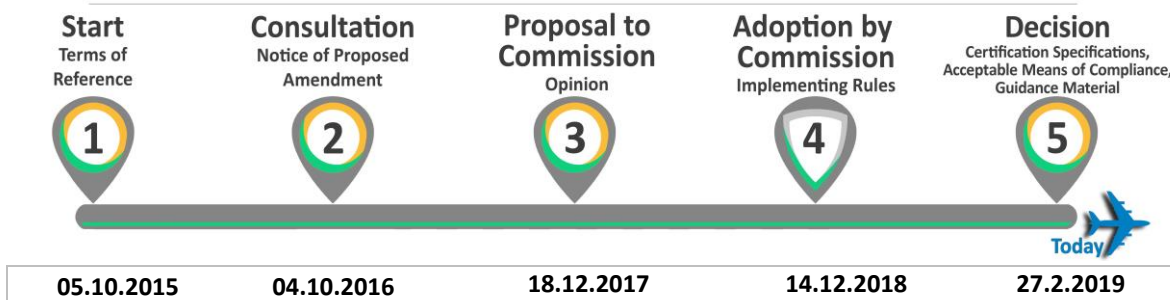 Start
Terms of
Reference
Consultation
Notice of Proposed
Amendment
Proposal to
Commission
Opinion
Adoption by
Commission
Implementing Rules
Decision
Certification Specifications,
Acceptable Means of Compliance,
Guidance Material
1 2 3 4 5
Today
05.10.2015 04.10.2016 18.12.2017 14.12.2018 27.2.2019